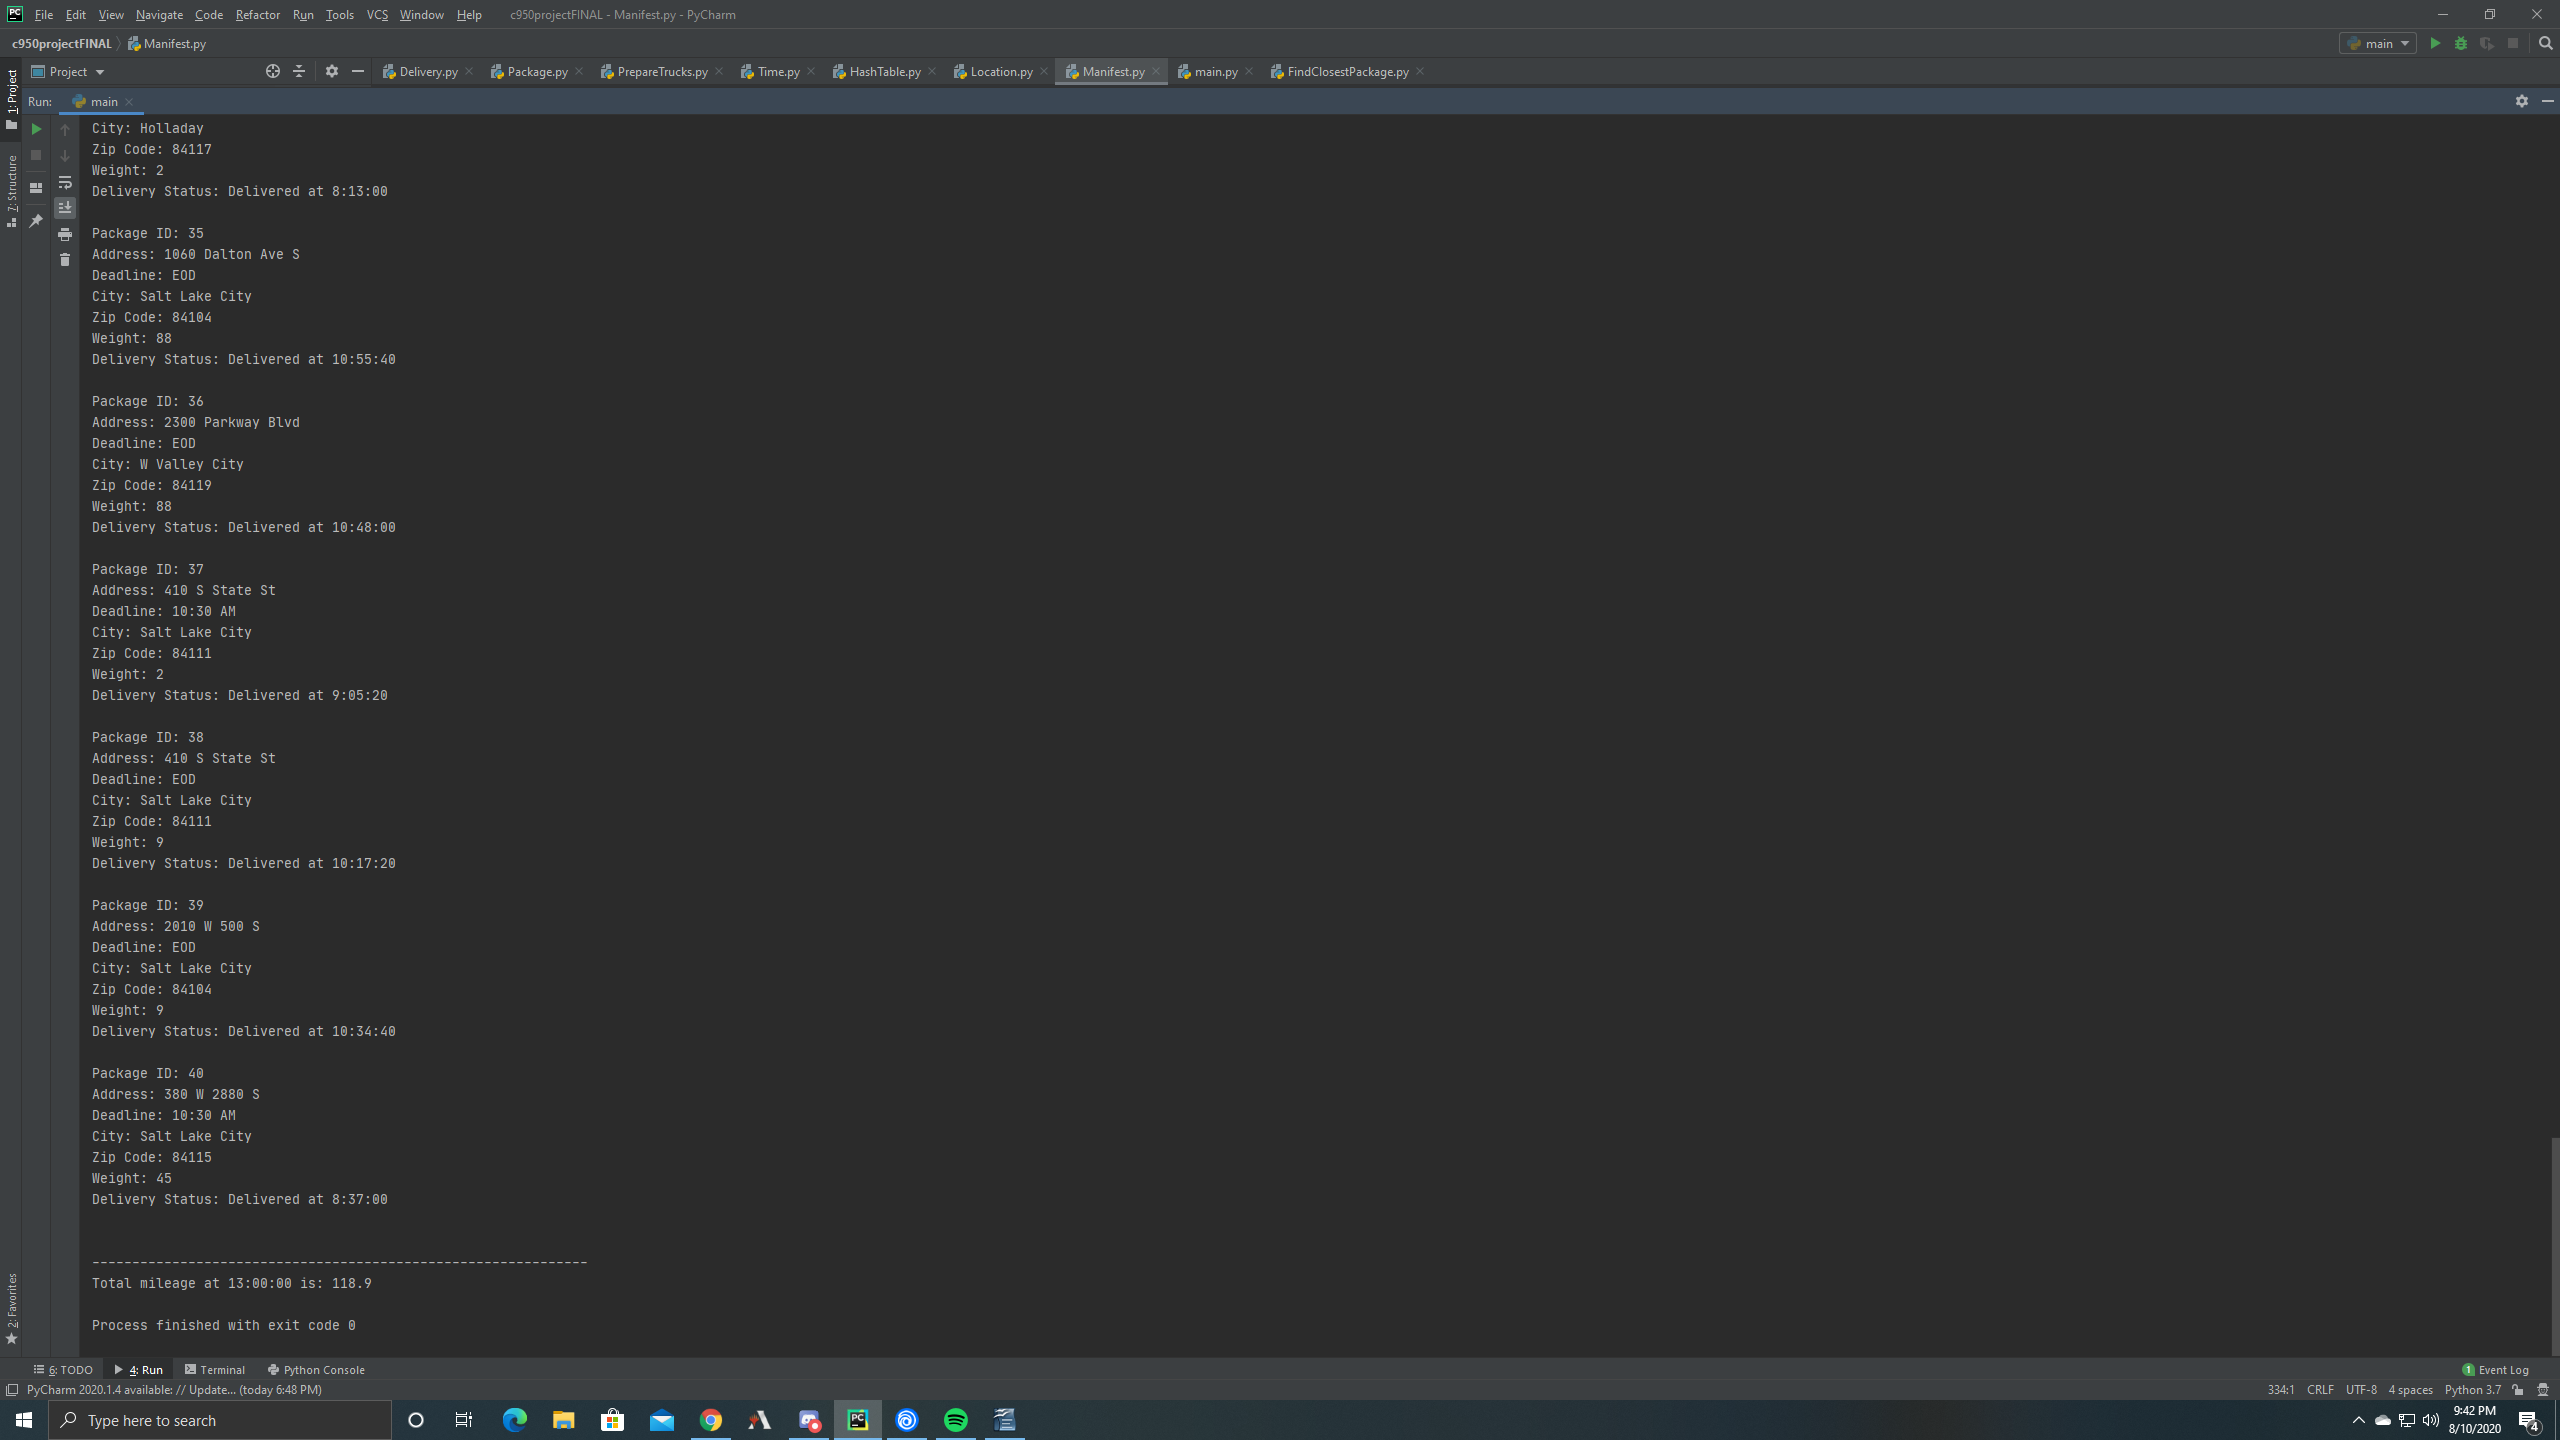 PC File Edit View Navigate Code Refactor Run Tools VCS Window Help c950projectFINAL - Manifest.py - PyCharm
c950projectFINAL Manifest.py main
Project Delivery.py Package.py PrepareTrucks.py Time.py HashTable.py Location.py Manifest.py main.py FindClosestPackage.py
1: Project
Run: main
7: Structure
City: Holladay
Zip Code: 84117
Weight: 2
Delivery Status: Delivered at 8:13:00
Package ID: 35
Address: 1060 Dalton Ave S
Deadline: EOD
City: Salt Lake City
Zip Code: 84104
Weight: 88
Delivery Status: Delivered at 10:55:40
Package ID: 36
Address: 2300 Parkway Blvd
Deadline: EOD
City: W Valley City
Zip Code: 84119
Weight: 88
Delivery Status: Delivered at 10:48:00
Package ID: 37
Address: 410 S State St
Deadline: 10:30 AM
City: Salt Lake City
Zip Code: 84111
Weight: 2
Delivery Status: Delivered at 9:05:20
Package ID: 38
Address: 410 S State St
Deadline: EOD
City: Salt Lake City
Zip Code: 84111
Weight: 9
Delivery Status: Delivered at 10:17:20
Package ID: 39
Address: 2010 W 500 S
Deadline: EOD
City: Salt Lake City
Zip Code: 84104
Weight: 9
Delivery Status: Delivered at 10:34:40
Package ID: 40
Address: 380 W 2880 S
Deadline: 10:30 AM
City: Salt Lake City
Zip Code: 84115
Weight: 45
Delivery Status: Delivered at 8:37:00
--------------------------------------------------------------
Total mileage at 13:00:00 is: 118.9
Process finished with exit code 0
2: Favorites
6: TODO 4: Run Terminal Python Console 1 Event Log
PyCharm 2020.1.4 available: // Update... (today 6:48 PM) 334:1 CRLF UTF-8 4 spaces Python 3.7
Type here to search PC 9:42 PM
8/10/2020 4